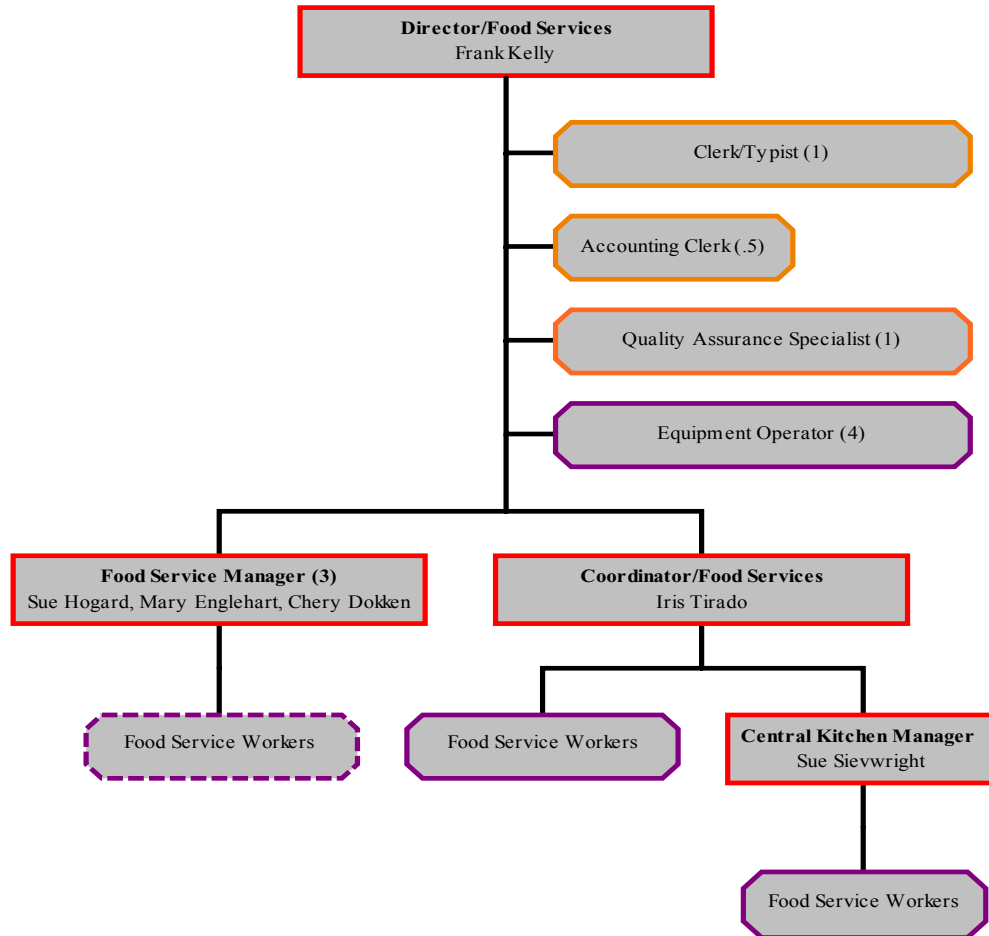 Director/Food Services
Frank Kelly
Clerk/Typist (1)
Accounting Clerk (.5)
Quality Assurance Specialist (1)
Equipment Operator (4)
Food Service Manager (3)
Sue Hogard, Mary Englehart, Chery Dokken
Coordinator/Food Services
Iris Tirado
Food Service Workers
Food Service Workers
Central Kitchen Manager
Sue Sievwright
Food Service Workers